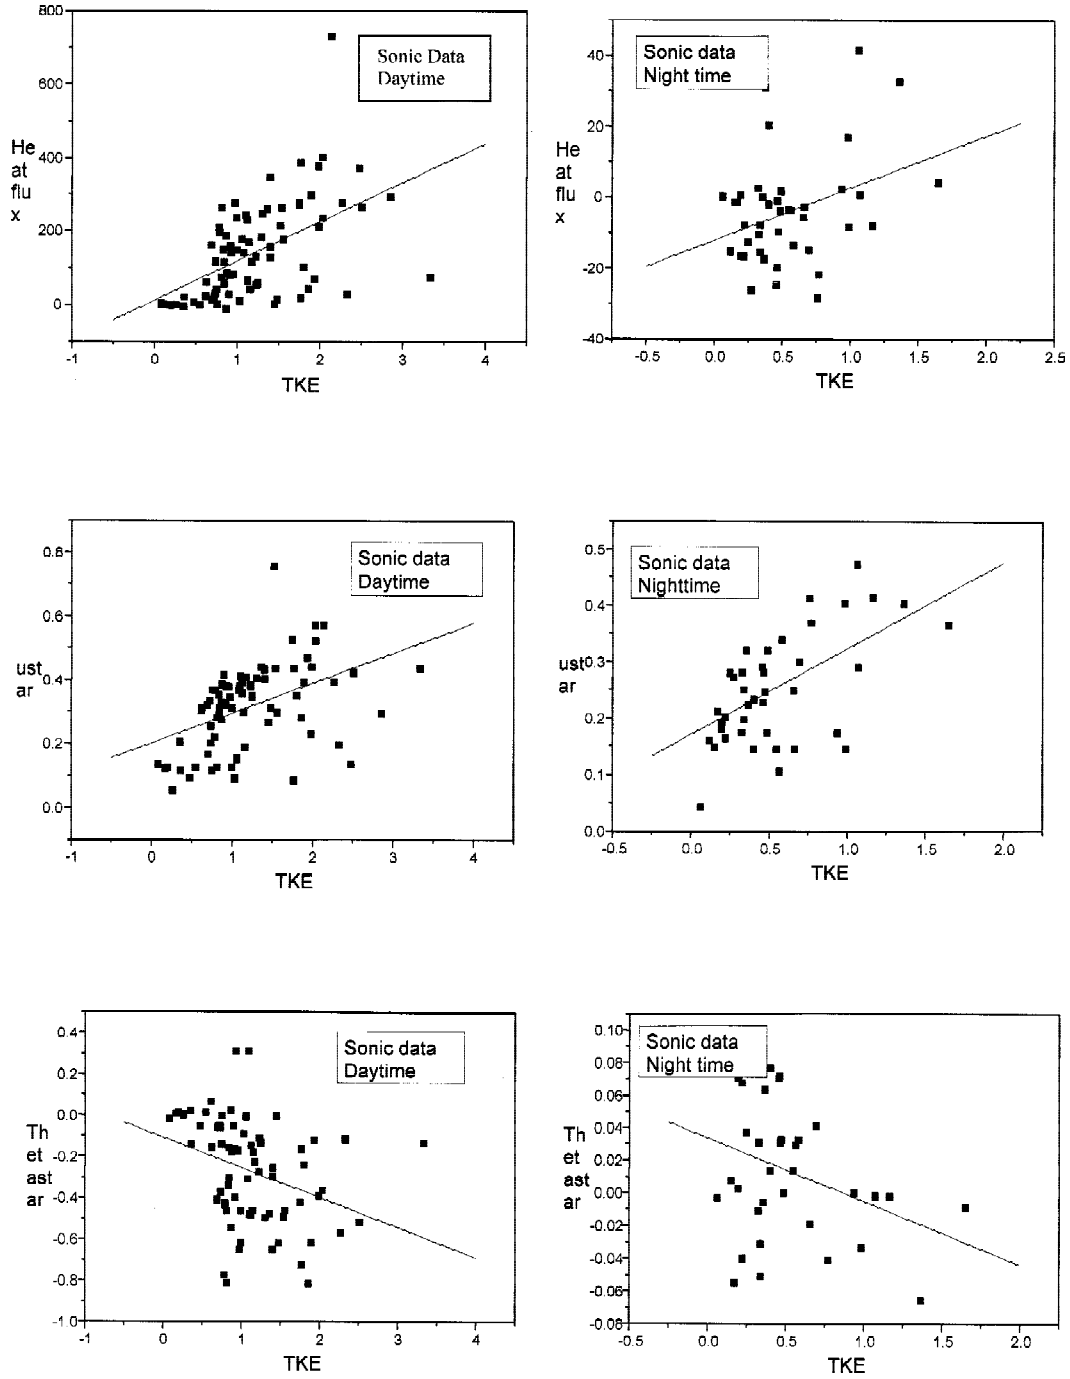 800
600
400
200
0
He
at
flu
x
Sonic Data
Daytime
-1
0
1
2
3
4
TKE
40
20
0
-20
-40
He
at
flu
x
Sonic data
Night time
-0.5
0.0
0.5
1.0
1.5
2.0
2.5
TKE
0.8
0.6
0.4
0.2
0.0
ust
ar
Sonic data
Daytime
-1
0
1
2
3
4
TKE
0.5
0.4
0.3
0.2
0.1
0.0
ust
ar
Sonic data
Nighttime
-0.5
0.0
0.5
1.0
1.5
2.0
TKE
0.4
0.2
0.0
-0.2
-0.4
-0.6
-0.8
-1.0
Th
et
ast
ar
Sonic data
Daytime
-1
0
1
2
3
4
TKE
0.10
0.08
0.06
0.04
0.02
0.00
-0.02
-0.04
-0.06
-0.08
Th
et
ast
ar
Sonic data
Night time
-0.5
0.0
0.5
1.0
1.5
2.0
TKE